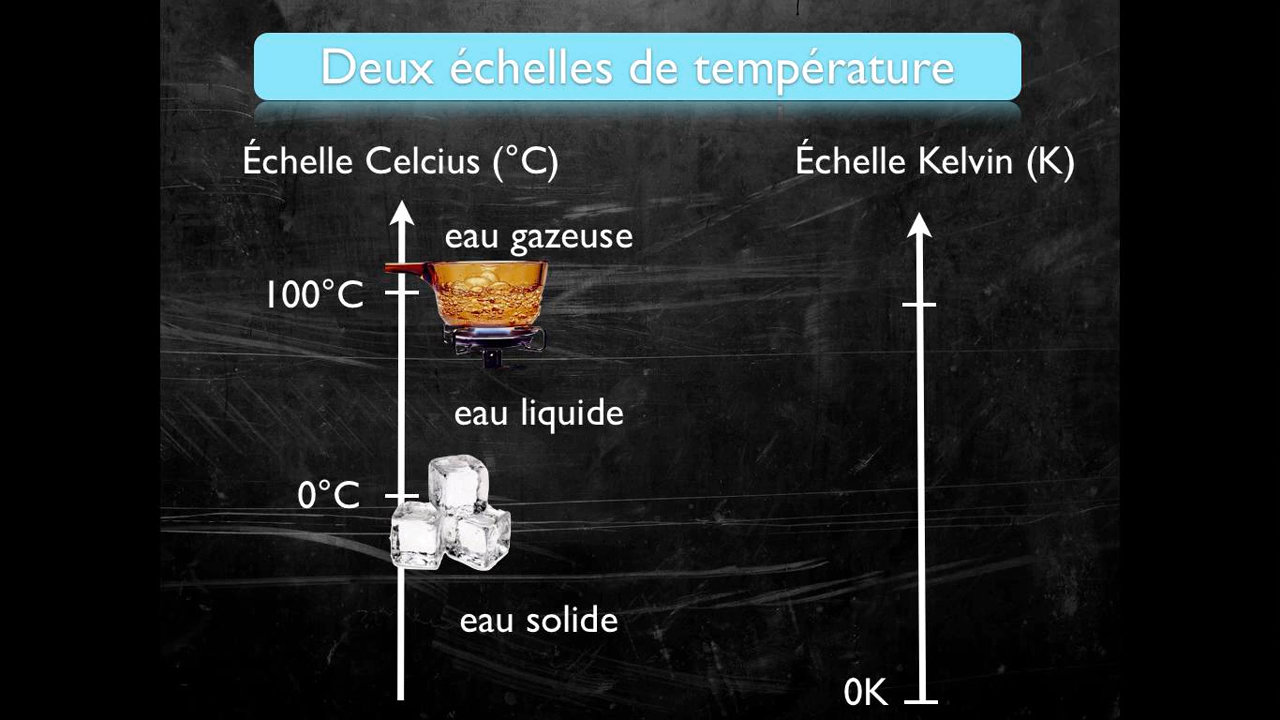 Deux échelles de température
Échelle Celcius (°C)
Échelle Kelvin (K)
eau gazeuse
100°C
eau liquide
0°C
eau solide
0K